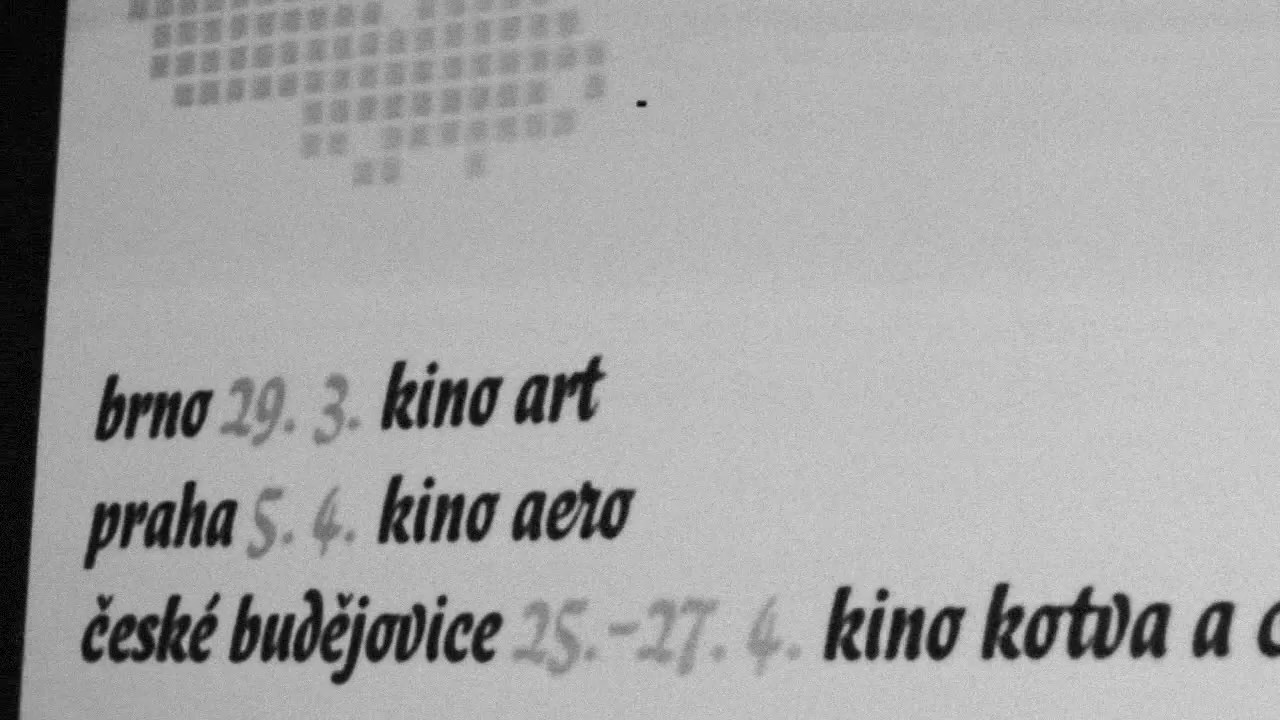 brno 29. 3. kino art
praha 5. 4. kino aero
české budějovice 25.–27. 4. kino kotva a